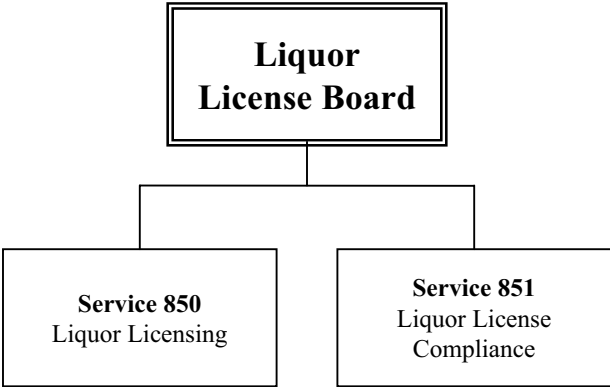 Liquor
License Board
Service 850
Liquor Licensing
Service 851
Liquor License
Compliance